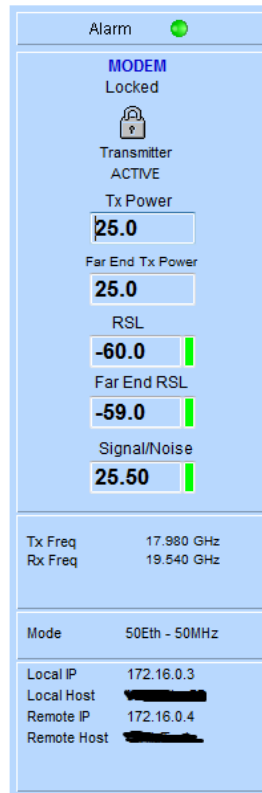 Alarm
MODEM
Locked
Transmitter
ACTIVE
Tx Power
25.0
Far End Tx Power
25.0
RSL
-60.0
Far End RSL
-59.0
Signal/Noise
25.50
Tx Freq 17.980 GHz
Rx Freq 19.540 GHz
Mode 50Eth - 50MHz
Local IP 172.16.0.3
Local Host
Remote IP 172.16.0.4
Remote Host